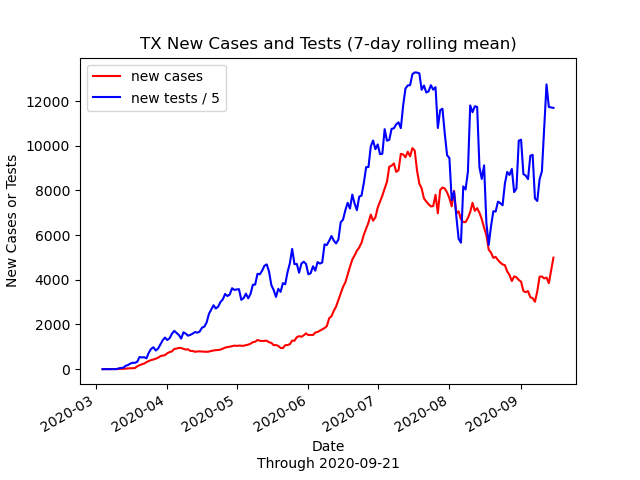 TX New Cases and Tests (7-day rolling mean)
new cases
new tests / 5
New Cases or Tests
12000
10000
8000
6000
4000
2000
0
2020-03
2020-04
2020-05
2020-06
2020-07
2020-08
2020-09
Date
Through 2020-09-21